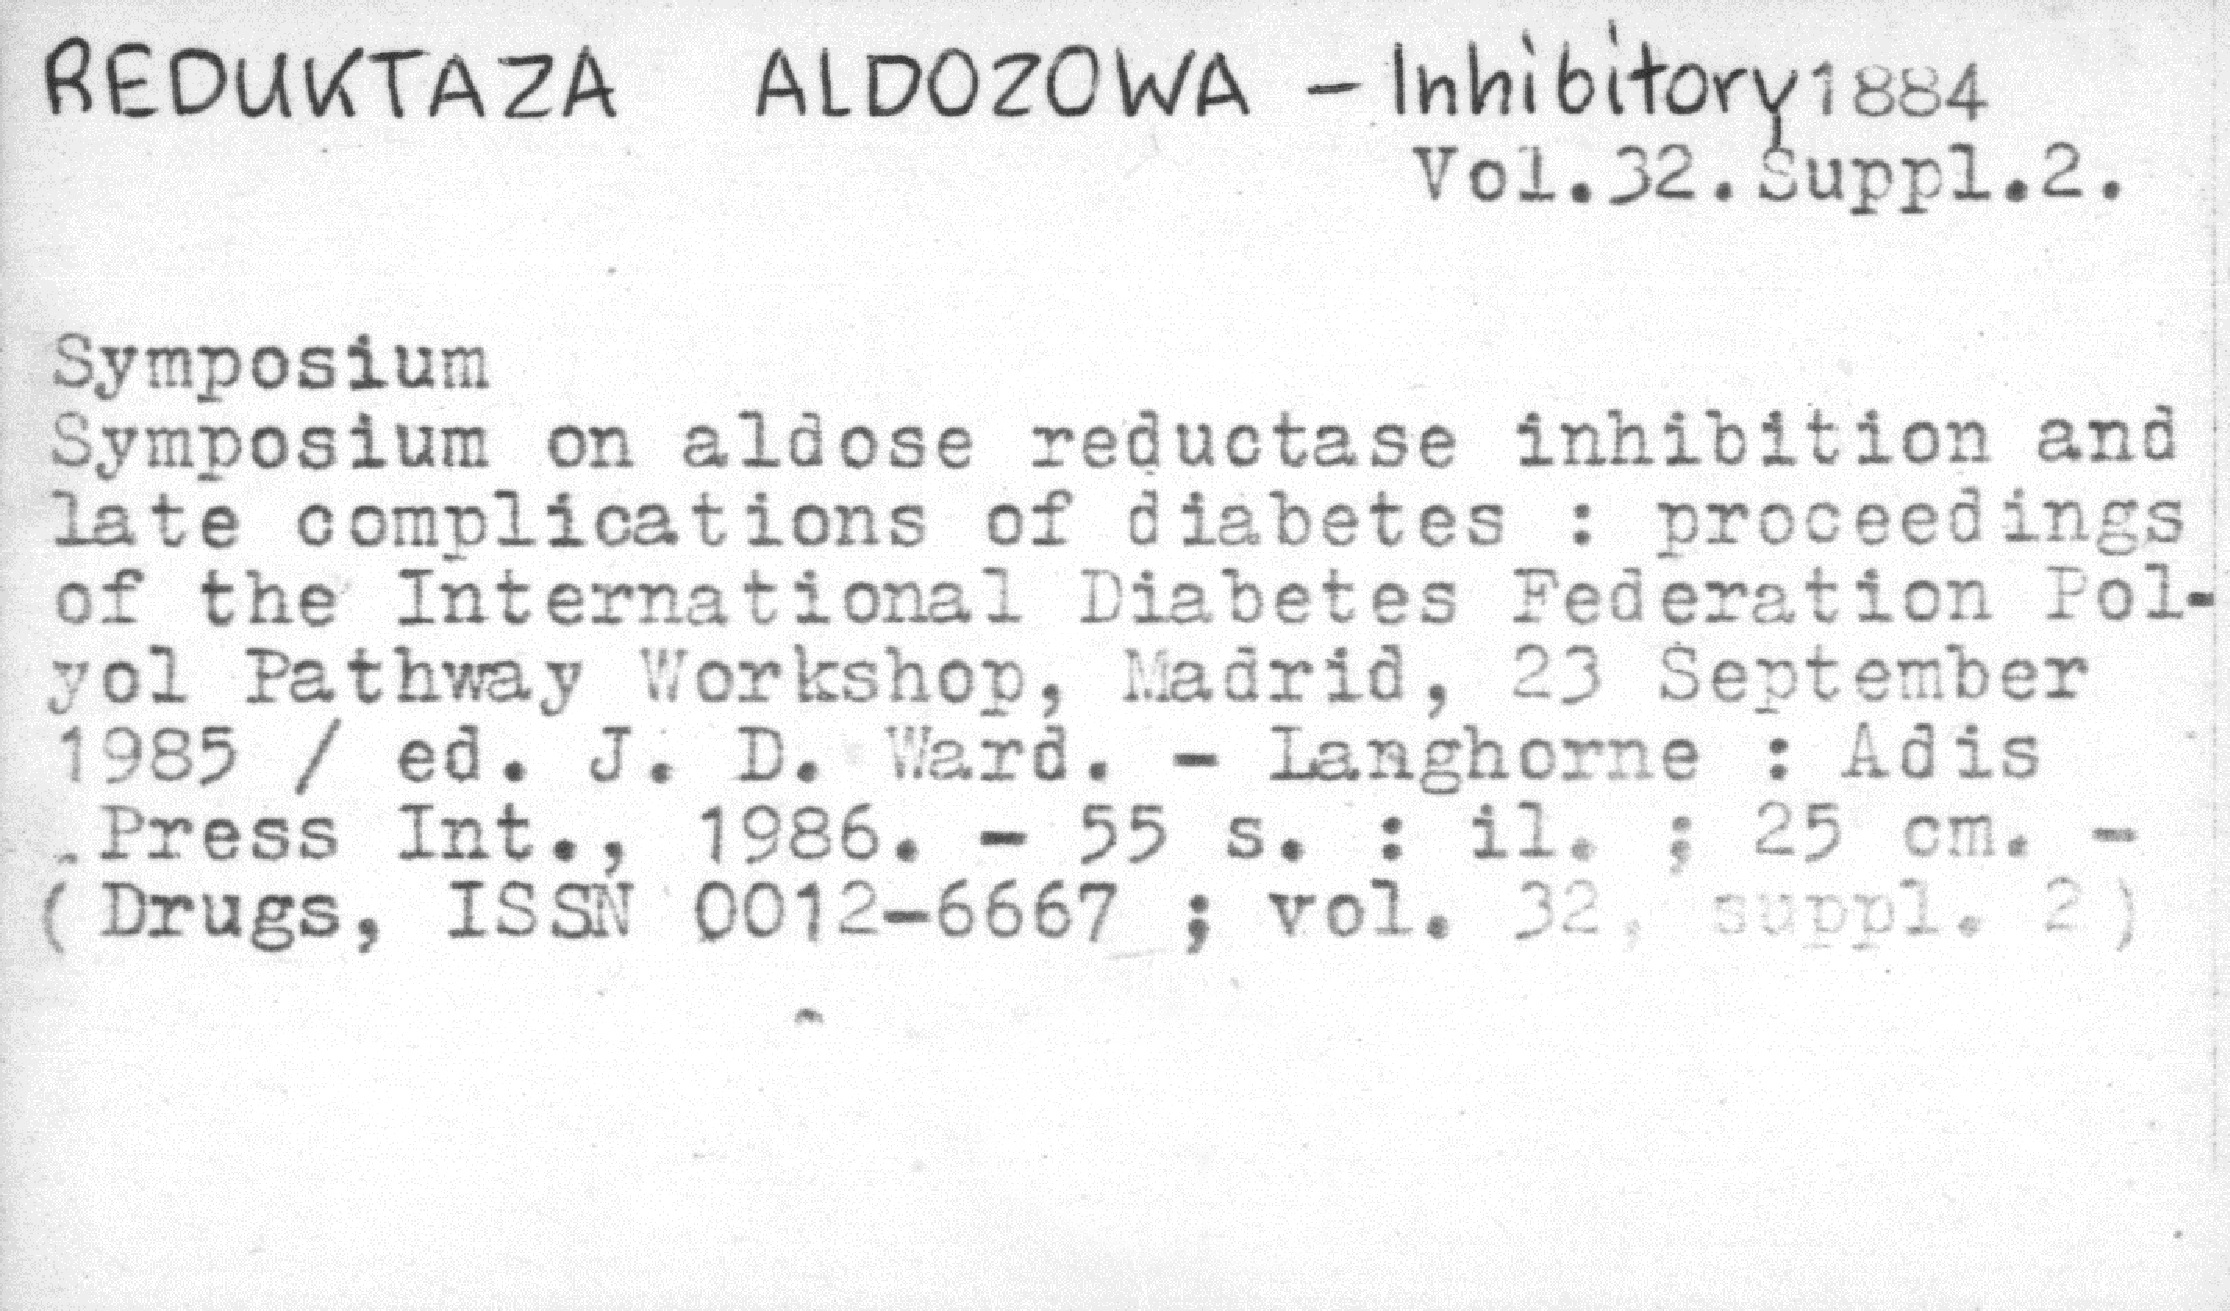 REDUKTAZA ALDOZOWA - Inhibitory 1884
Vol.32.Suppl.2.
Symposium
Symposium on aldose reductase inhibition and
late complications of diabetes : proceedings
of the International Diabetes Federation Pol-
yol Pathway Workshop, Madrid, 23 September
1985 / ed. J. D. Ward. - Langhorne : Adis
Press Int., 1986. - 55 s. : il. ; 25 cm. -
(Drugs, ISSN 0012-6667 ; vol. 32, suppl. 2)